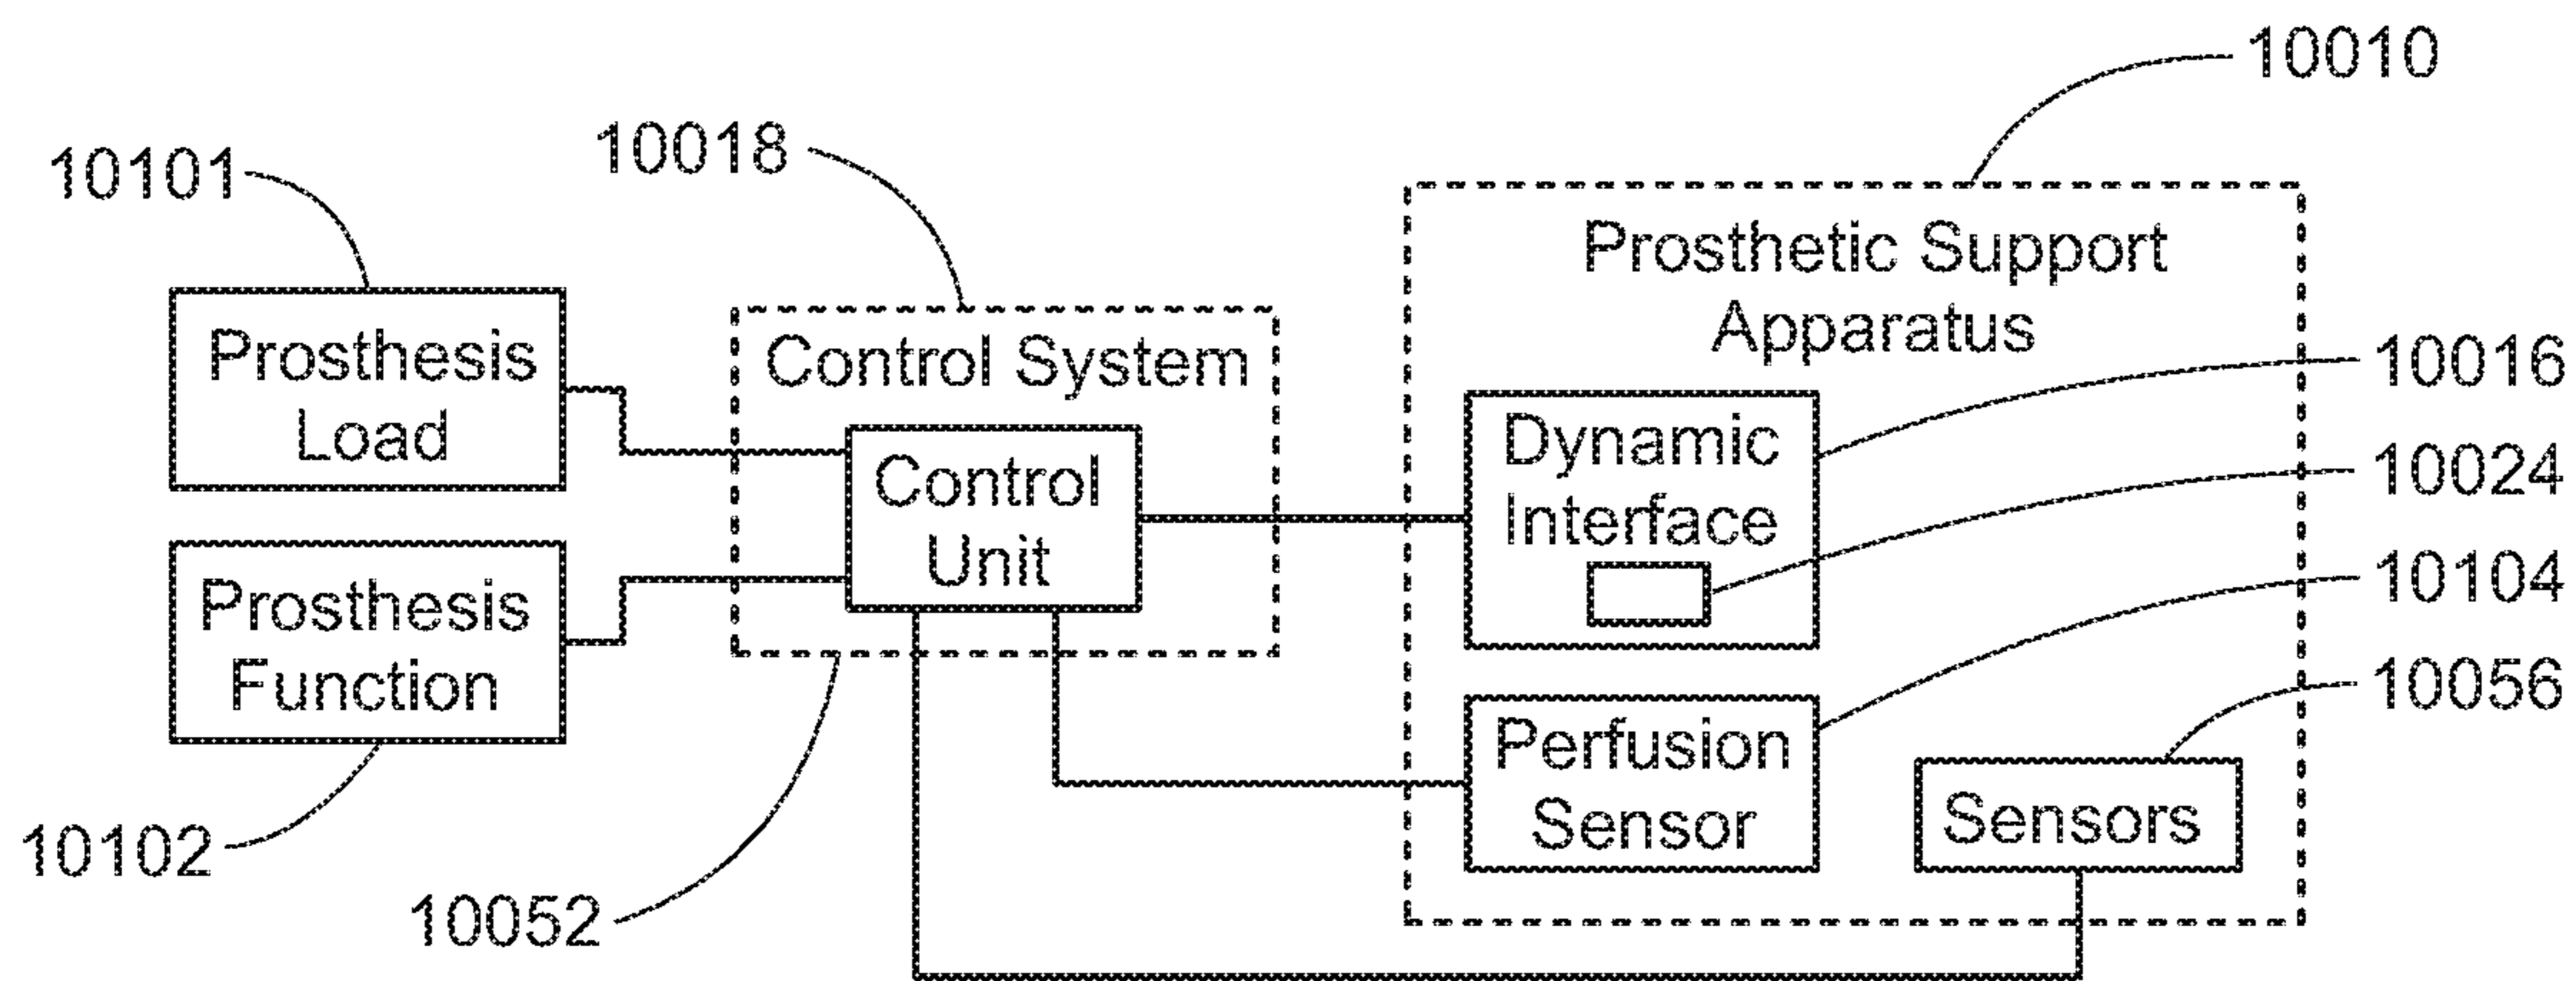 10010
10018
10101
Prosthetic Support
Apparatus
Prosthesis
Load
Control System
10016
Dynamic
Interface
Control
Unit
10024
10104
Prosthesis
Function
10056
Perfusion
Sensor
Sensors
10102
10052